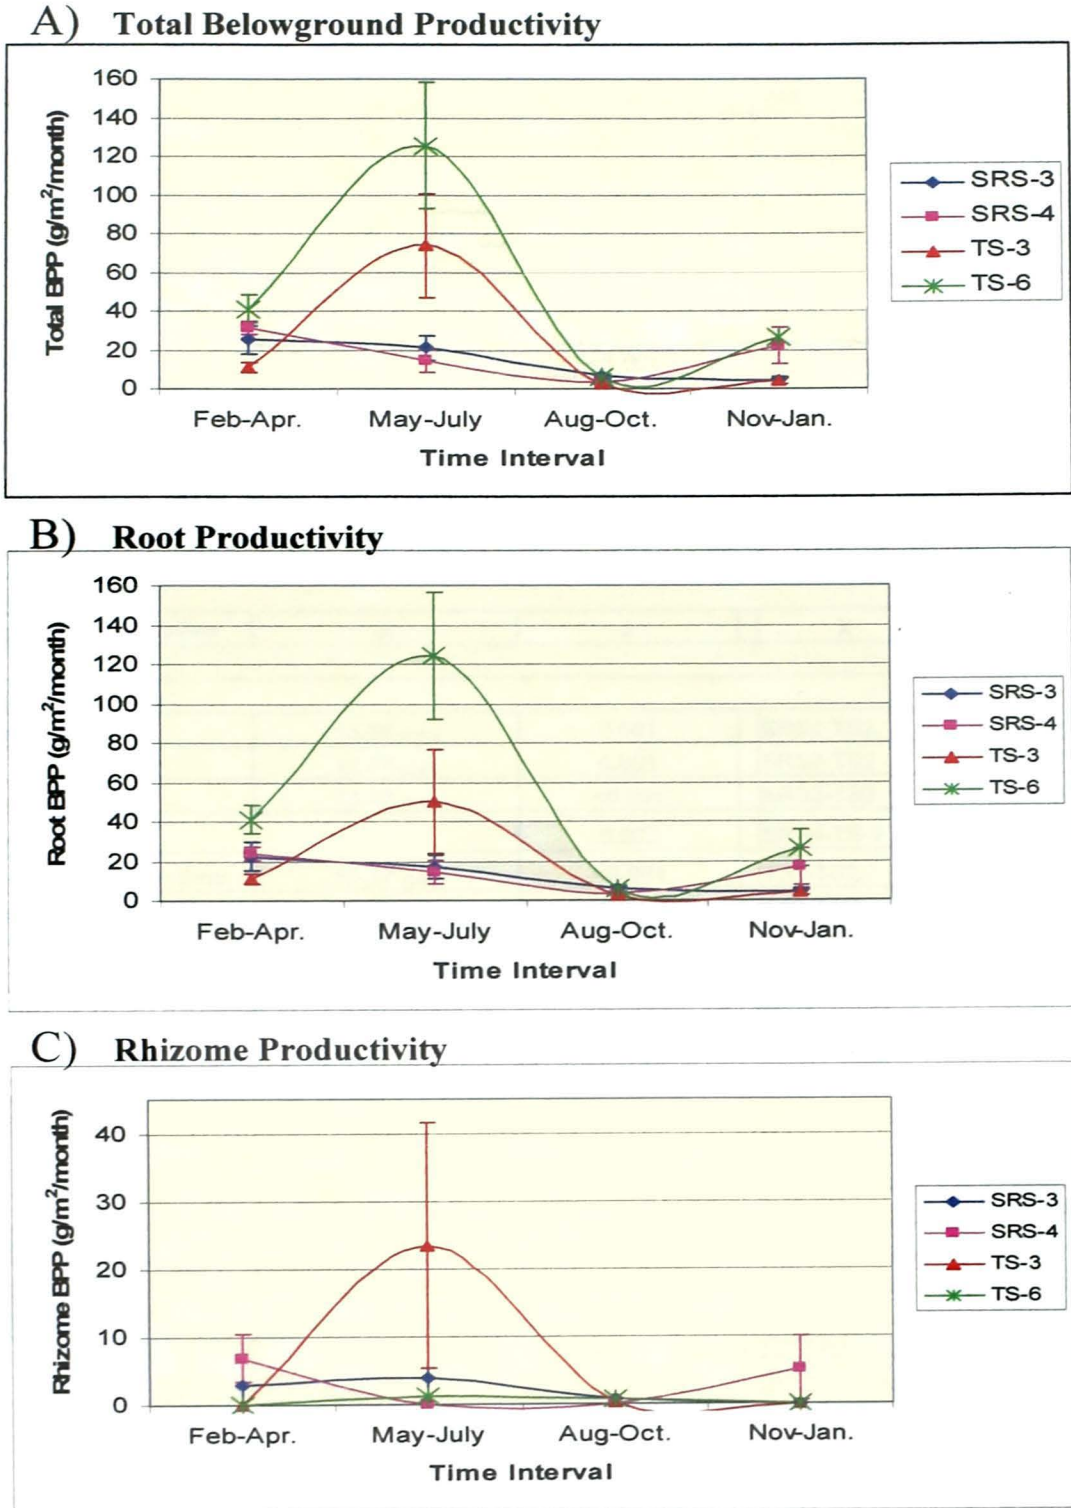 A) Total Belowground Productivity
Total BPP (g/m²/month)
160
140
120
100
80
60
40
20
0
Feb-Apr. May-July Aug-Oct. Nov-Jan.
Time Interval
SRS-3
SRS-4
TS-3
TS-6
B) Root Productivity
Root BPP (g/m²/month)
160
140
120
100
80
60
40
20
0
Feb-Apr. May-July Aug-Oct. Nov-Jan.
Time Interval
SRS-3
SRS-4
TS-3
TS-6
C) Rhizome Productivity
Rhizome BPP (g/m²/month)
40
30
20
10
0
Feb-Apr. May-July Aug-Oct. Nov-Jan.
Time Interval
SRS-3
SRS-4
TS-3
TS-6